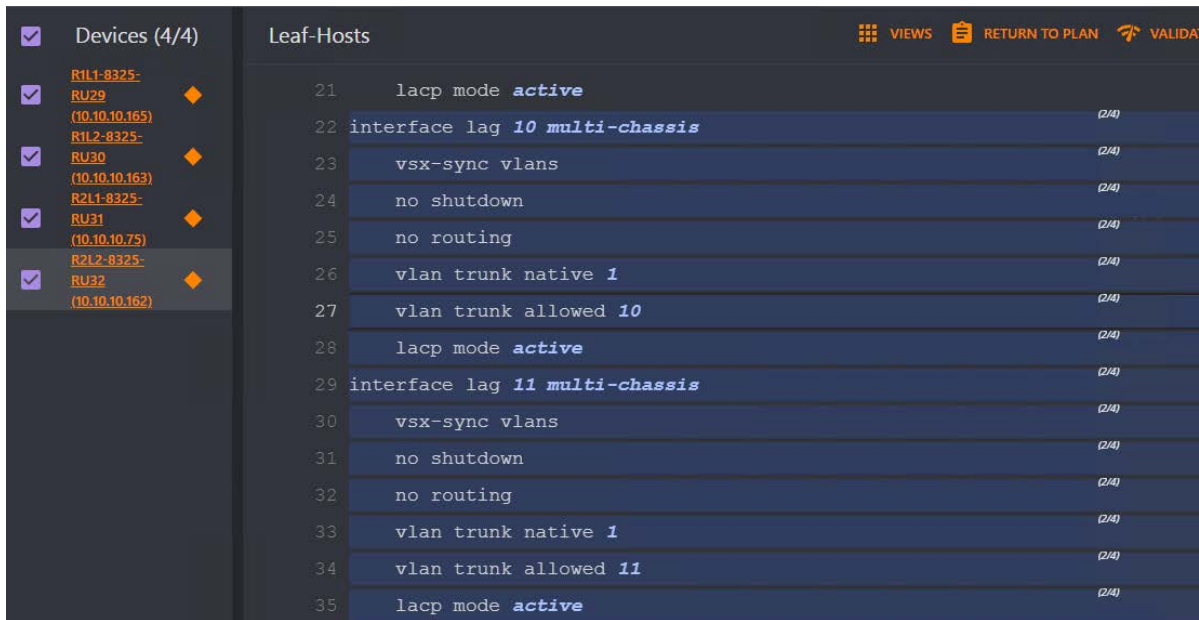 Devices (4/4)
R1L1-8325-
RU29
(10.10.10.165)
R1L2-8325-
RU30
(10.10.10.163)
R2L1-8325-
RU31
(10.10.10.75)
R2L2-8325-
RU32
(10.10.10.162)
Leaf-Hosts VIEWS RETURN TO PLAN VALIDAT
21 lacp mode active
22 interface lag 10 multi-chassis (2/4)
23 vsx-sync vlans (2/4)
24 no shutdown (2/4)
25 no routing (2/4)
26 vlan trunk native 1 (2/4)
27 vlan trunk allowed 10 (2/4)
28 lacp mode active (2/4)
29 interface lag 11 multi-chassis (2/4)
30 vsx-sync vlans (2/4)
31 no shutdown (2/4)
32 no routing (2/4)
33 vlan trunk native 1 (2/4)
34 vlan trunk allowed 11 (2/4)
35 lacp mode active (2/4)